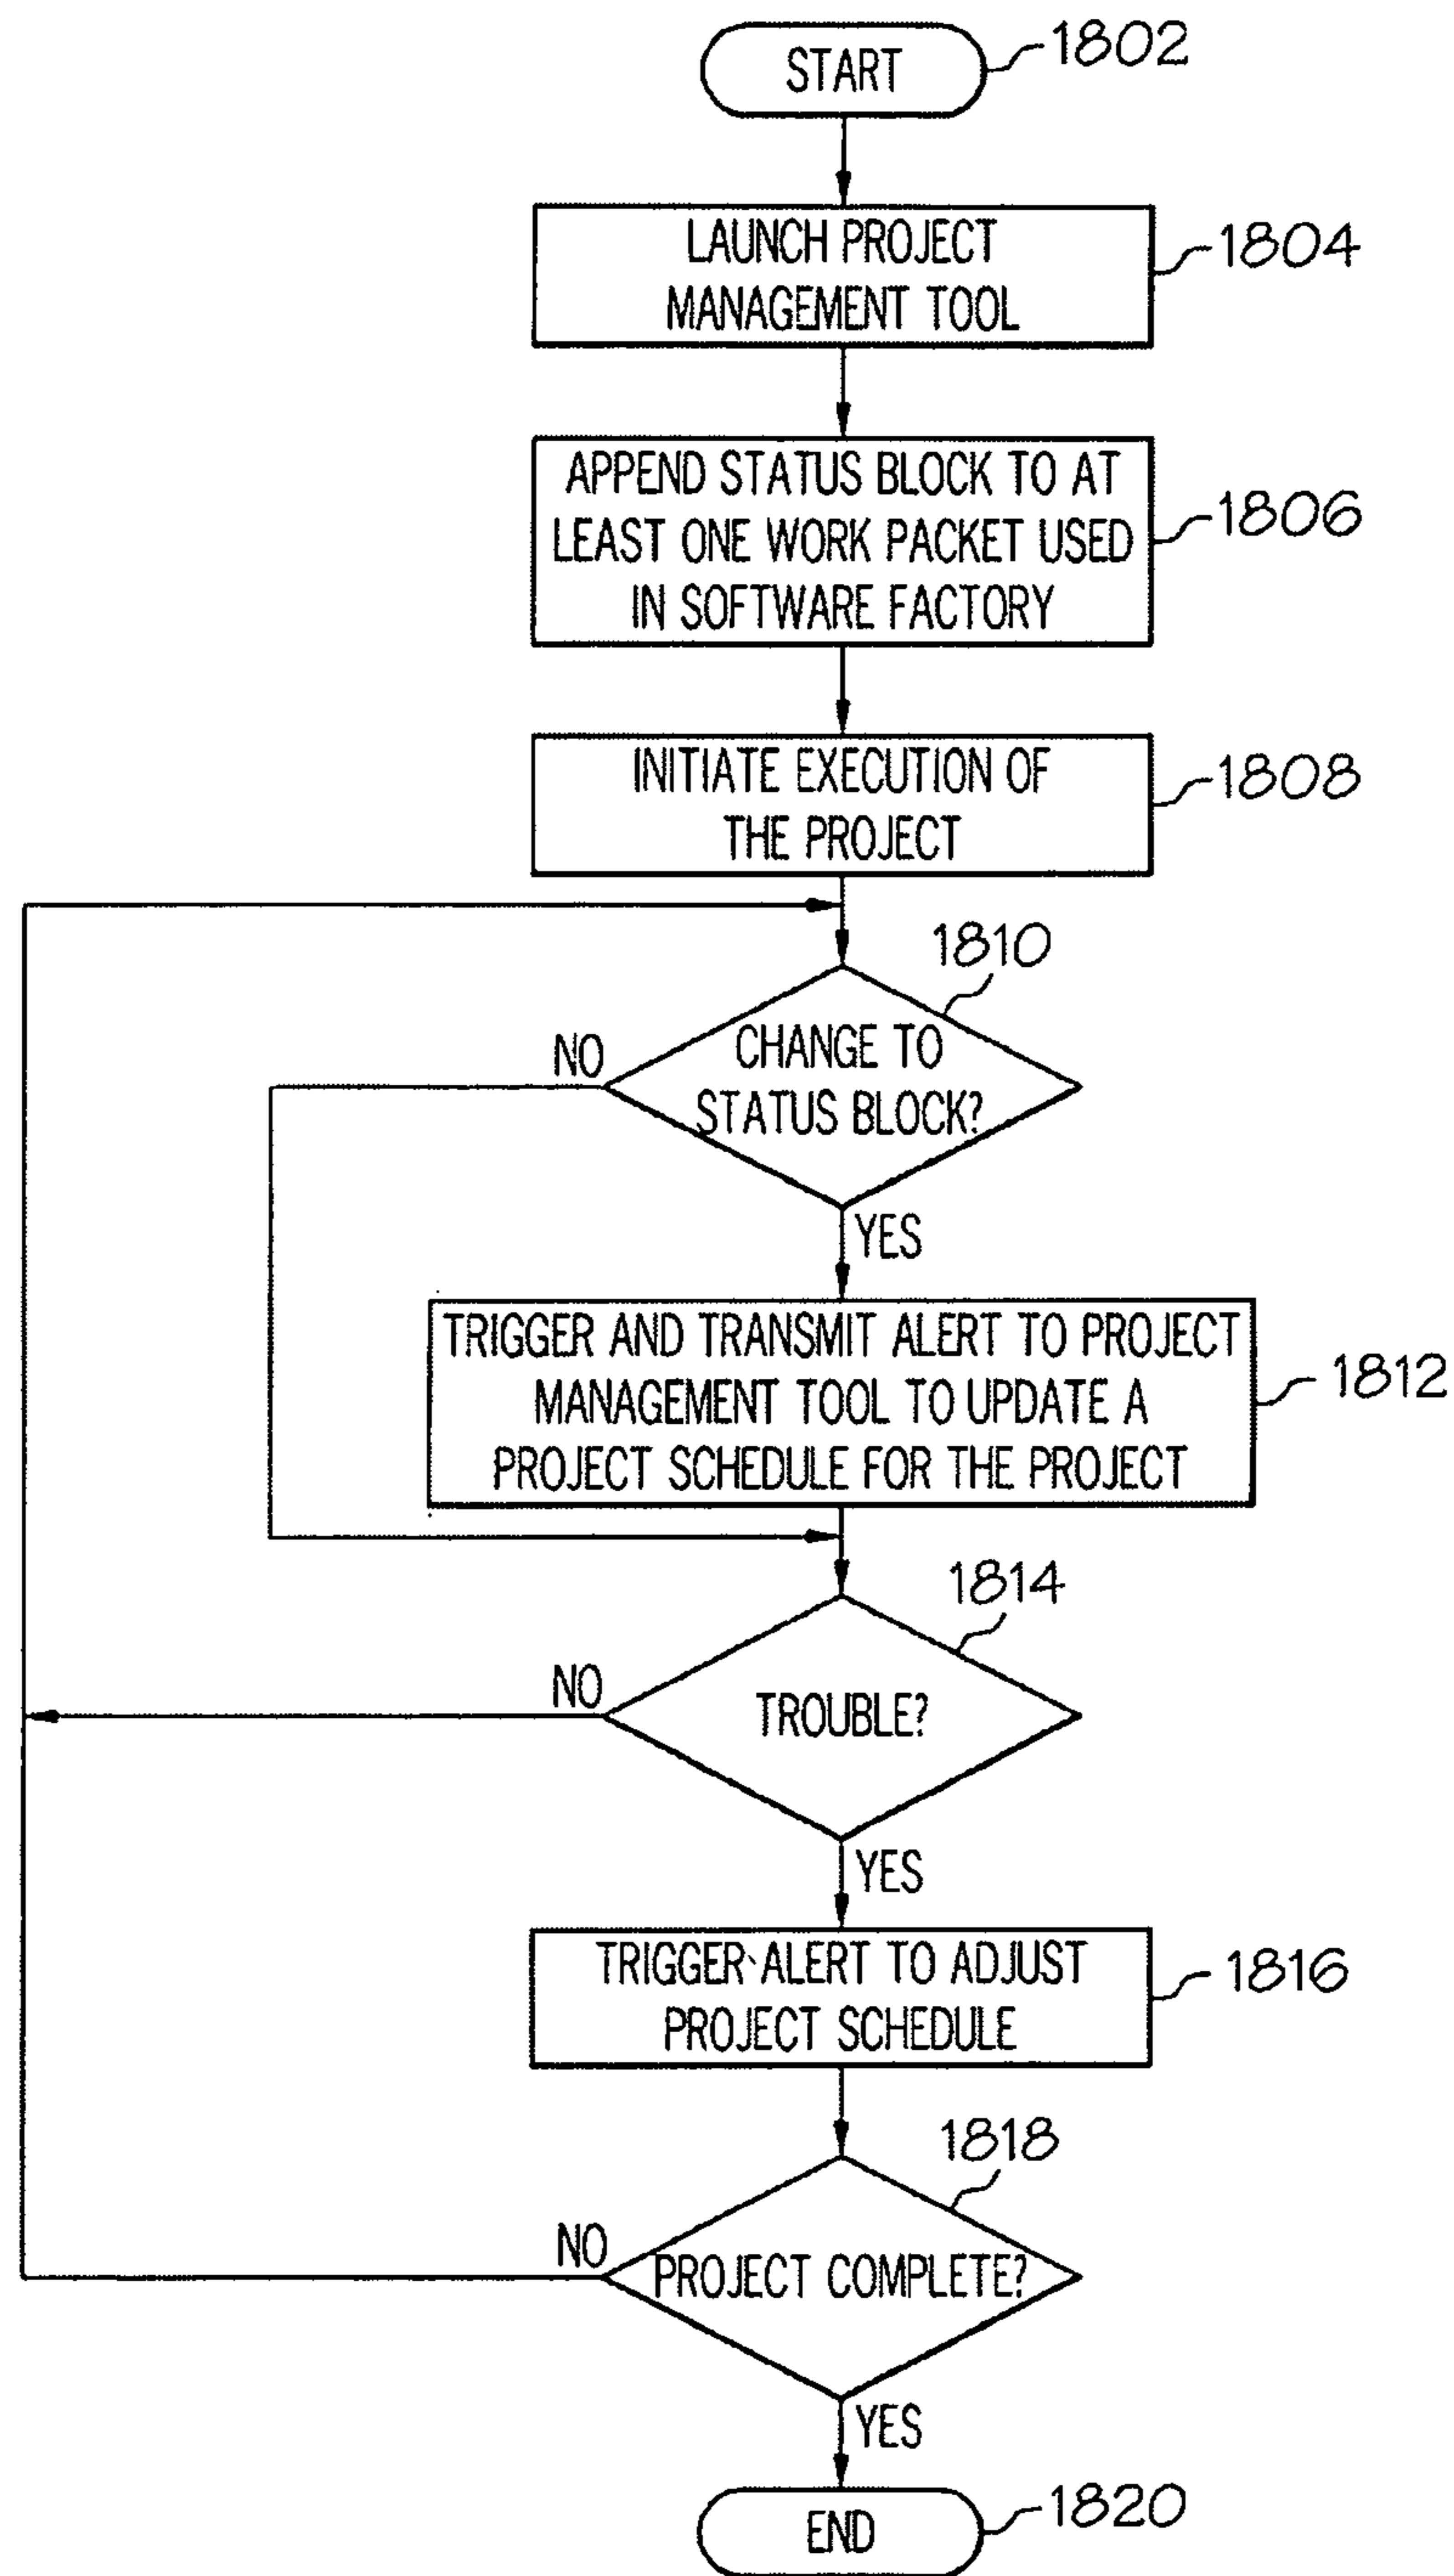 START
1802
LAUNCH PROJECT
MANAGEMENT TOOL
1804
APPEND STATUS BLOCK TO AT
LEAST ONE WORK PACKET USED
IN SOFTWARE FACTORY
1806
INITIATE EXECUTION OF
THE PROJECT
1808
1810
CHANGE TO
STATUS BLOCK?
NO
YES
TRIGGER AND TRANSMIT ALERT TO PROJECT
MANAGEMENT TOOL TO UPDATE A
PROJECT SCHEDULE FOR THE PROJECT
1812
1814
TROUBLE?
NO
YES
TRIGGER ALERT TO ADJUST
PROJECT SCHEDULE
1816
1818
PROJECT COMPLETE?
NO
YES
END
1820